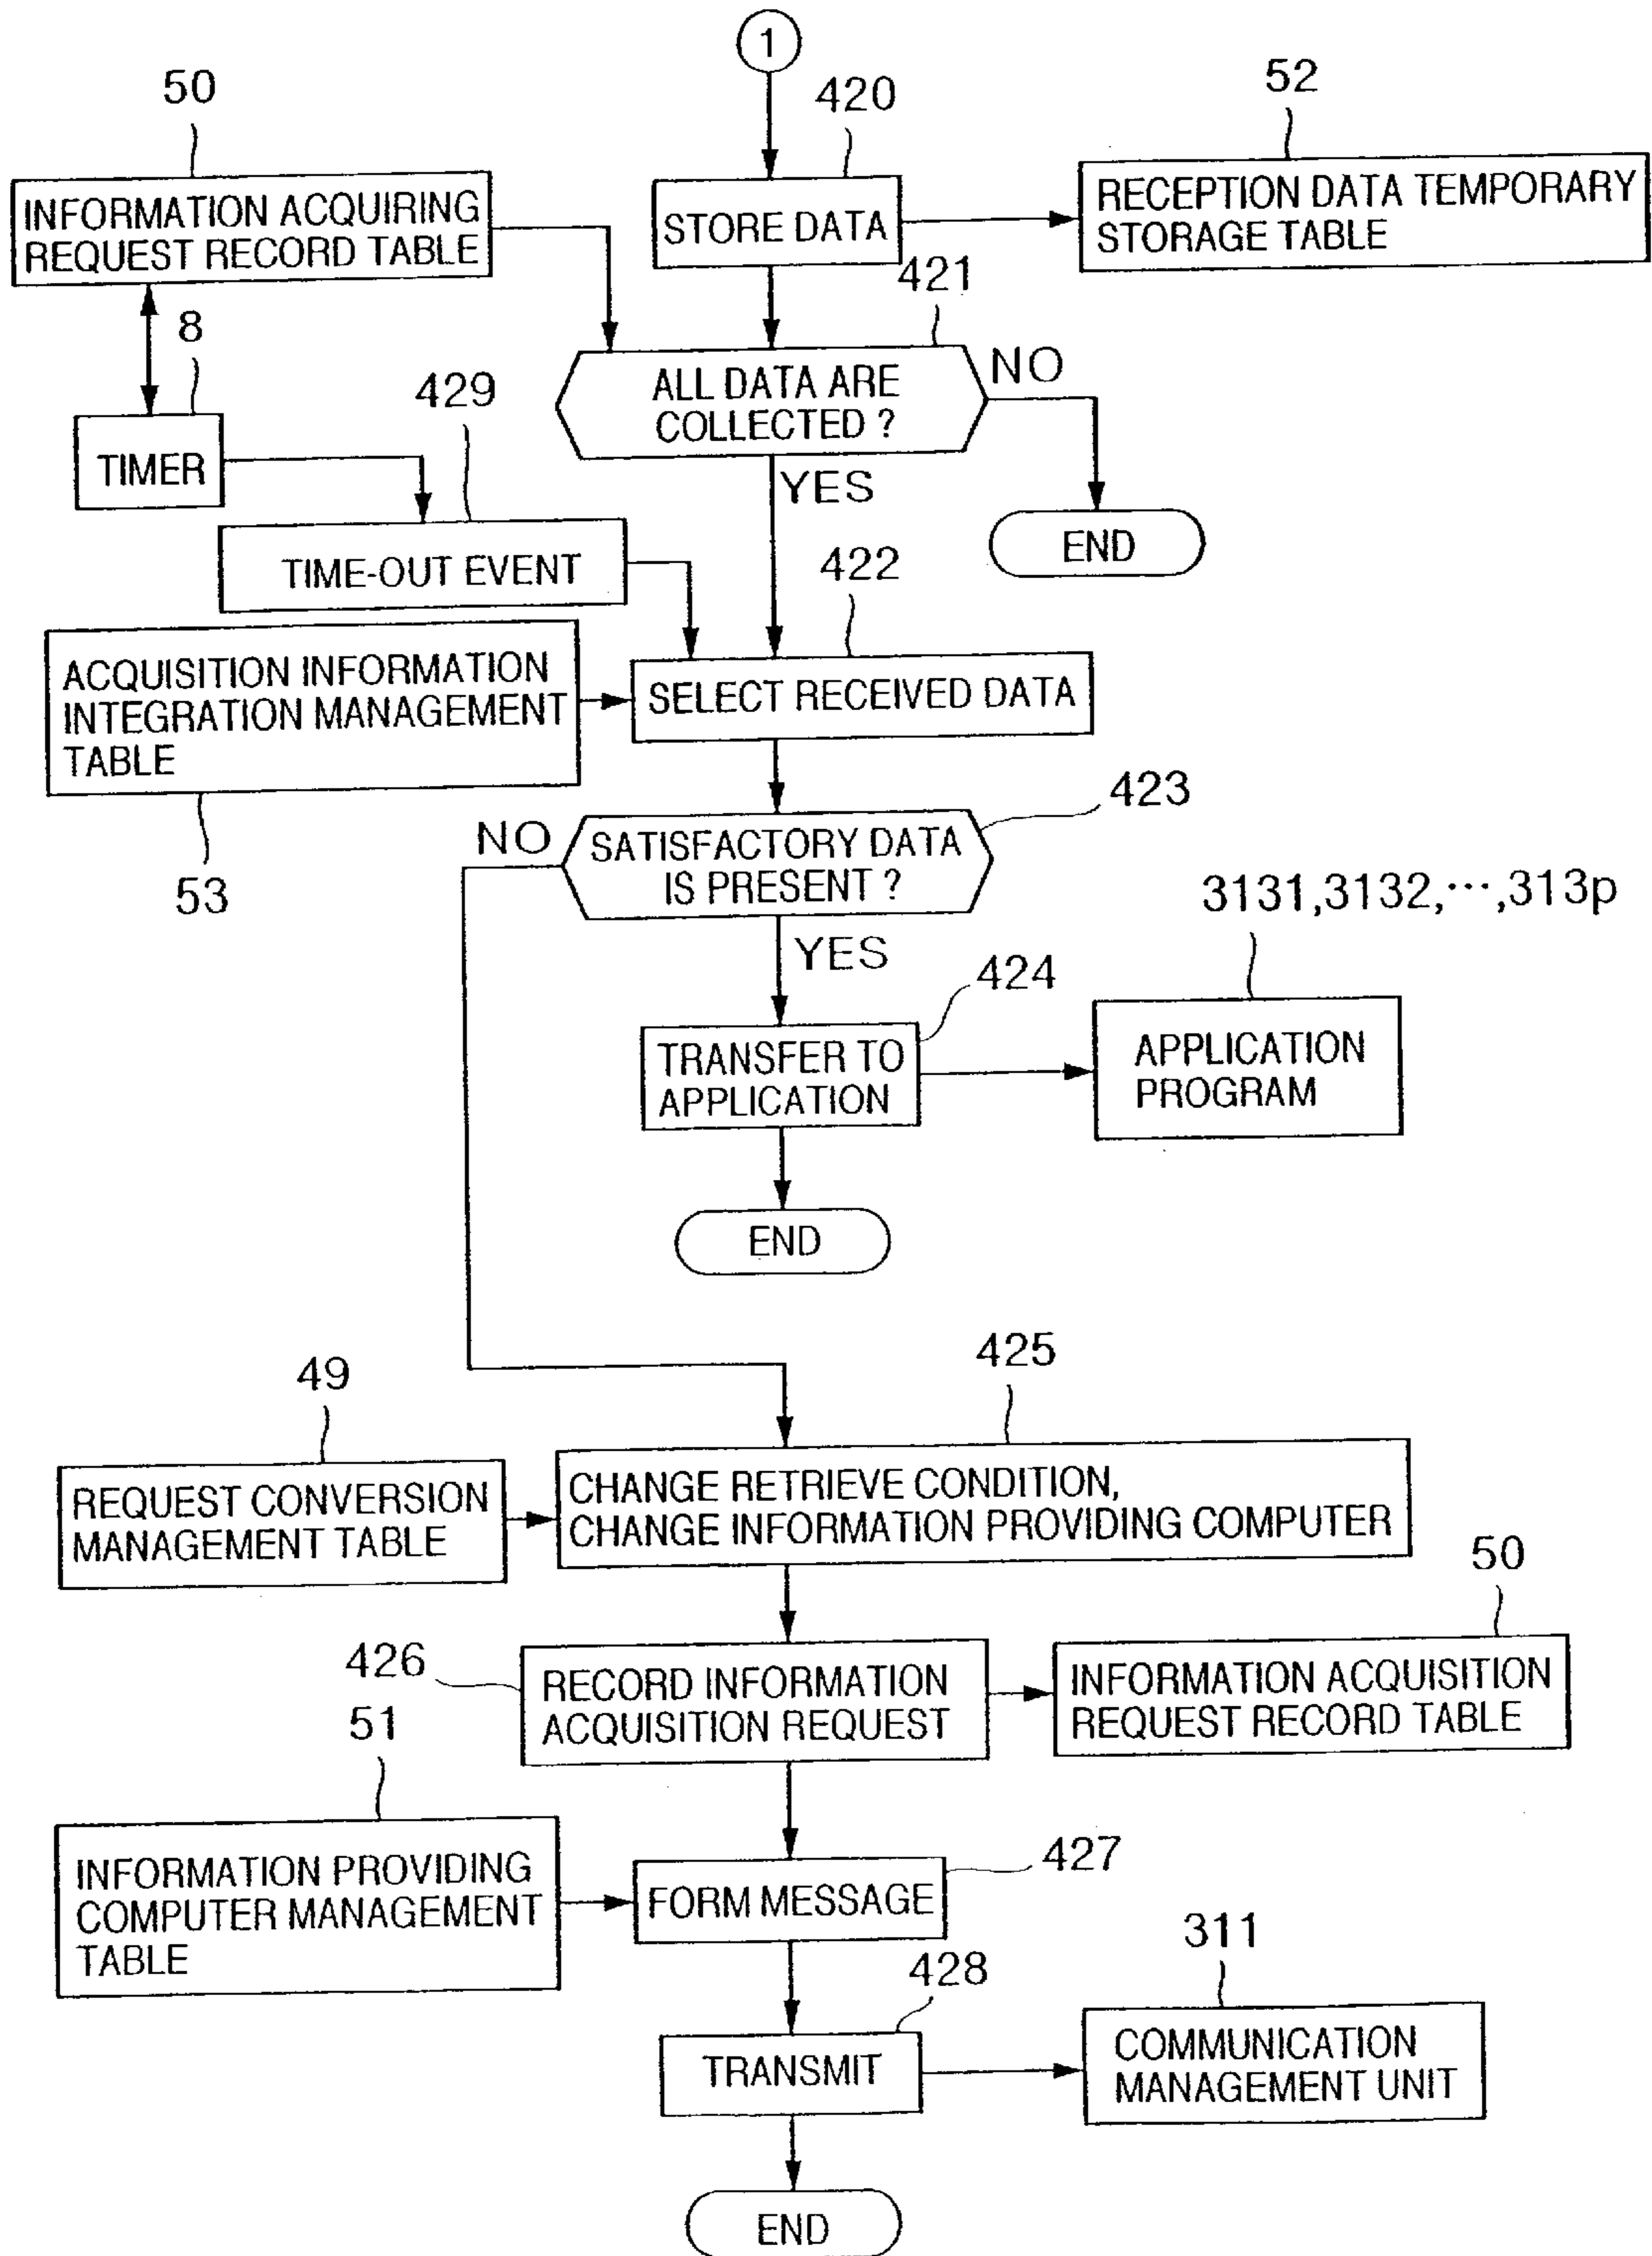 1
50
420
52
INFORMATION ACQUIRING
REQUEST RECORD TABLE
STORE DATA
RECEPTION DATA TEMPORARY
STORAGE TABLE
421
8
ALL DATA ARE
COLLECTED ?
NO
429
TIMER
YES
END
TIME-OUT EVENT
422
ACQUISITION INFORMATION
INTEGRATION MANAGEMENT
TABLE
SELECT RECEIVED DATA
53
423
NO
SATISFACTORY DATA
IS PRESENT ?
3131,3132,⋯,313p
YES
424
TRANSFER TO
APPLICATION
APPLICATION
PROGRAM
END
425
49
REQUEST CONVERSION
MANAGEMENT TABLE
CHANGE RETRIEVE CONDITION,
CHANGE INFORMATION PROVIDING COMPUTER
50
426
RECORD INFORMATION
ACQUISITION REQUEST
INFORMATION ACQUISITION
REQUEST RECORD TABLE
51
INFORMATION PROVIDING
COMPUTER MANAGEMENT
TABLE
FORM MESSAGE
427
428
311
TRANSMIT
COMMUNICATION
MANAGEMENT UNIT
END